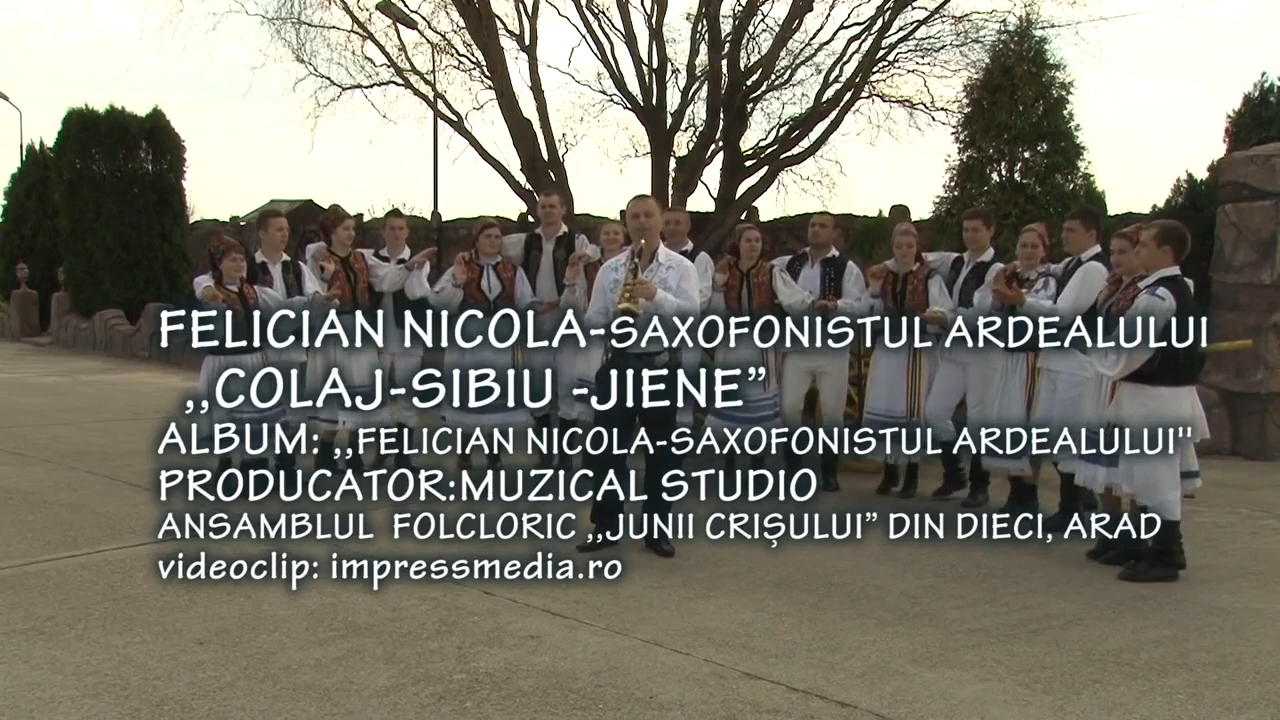 FELICIAN NICOLA-SAXOFONISTUL ARDEALULUI
,,COLAJ-SIBIU -JIENE”
ALBUM: ,,FELICIAN NICOLA-SAXOFONISTUL ARDEALULUI"
PRODUCATOR:MUZICAL STUDIO
ANSAMBLUL FOLCLORIC ,,JUNII CRIȘULUI” DIN DIECI, ARAD
videoclip: impressmedia.ro